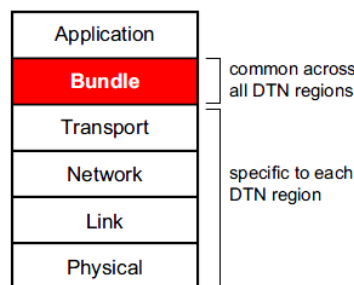 Application
Bundle
common across
all DTN regions
Transport
Network
specific to each
DTN region
Link
Physical